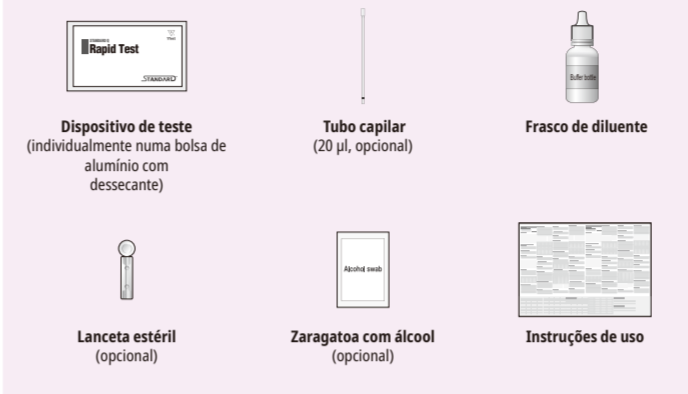 Rapid Test
STANDARD
Buffer bottle
Dispositivo de teste
(individualmente numa bolsa de
alumínio com
dessecante)
Tubo capilar
(20 µl, opcional)
Frasco de diluente
Alcohol swab
Lanceta estéril
(opcional)
Zaragatoa com álcool
(opcional)
Instruções de uso